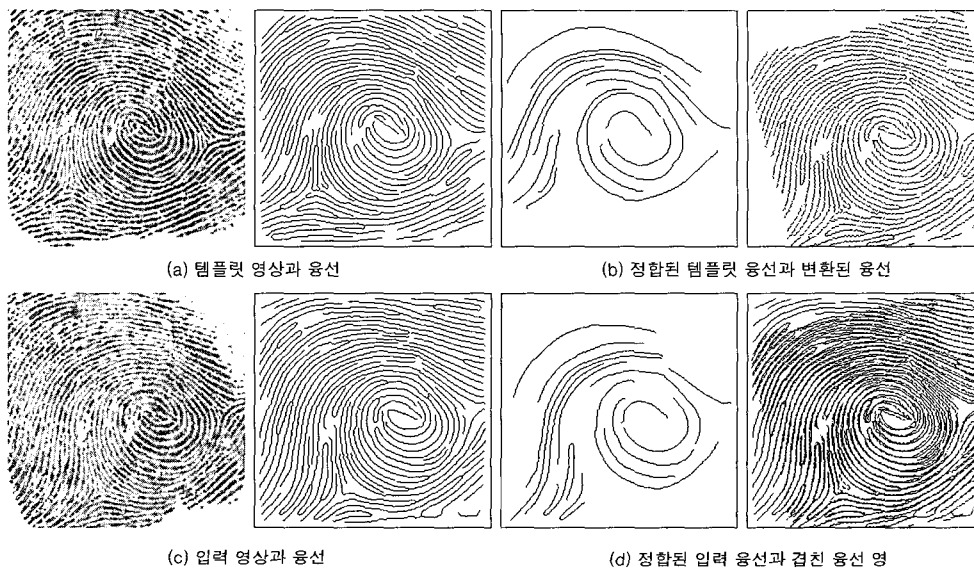 (a) 템플릿 영상과 융선
(b) 정합된 템플릿 융선과 변환된 융선
(c) 입력 영상과 융선
(d) 정합된 입력 융선과 겹친 융선 영